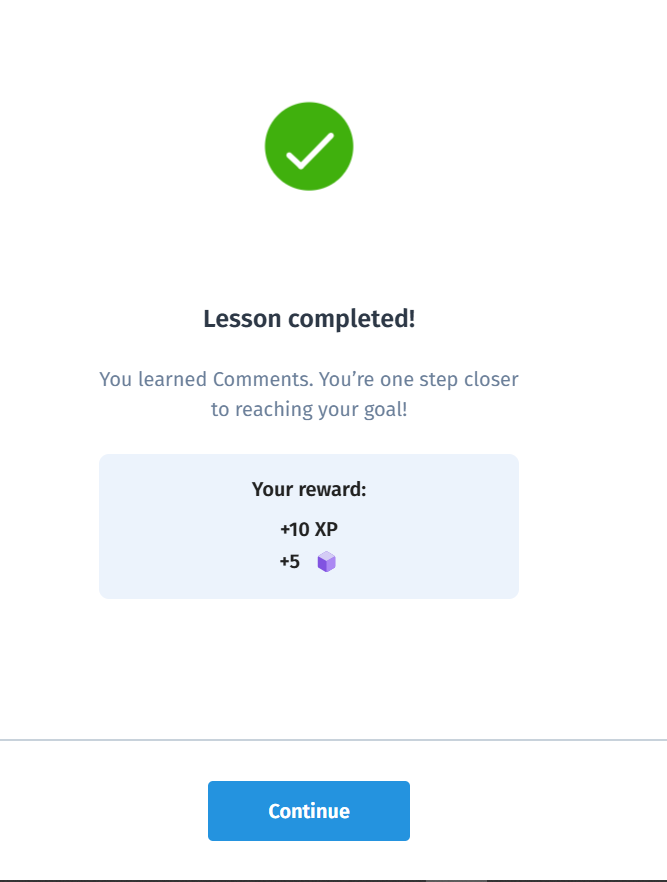 Lesson completed!
You learned Comments. You’re one step closer
to reaching your goal!
Your reward:
+10 XP
+5
Continue